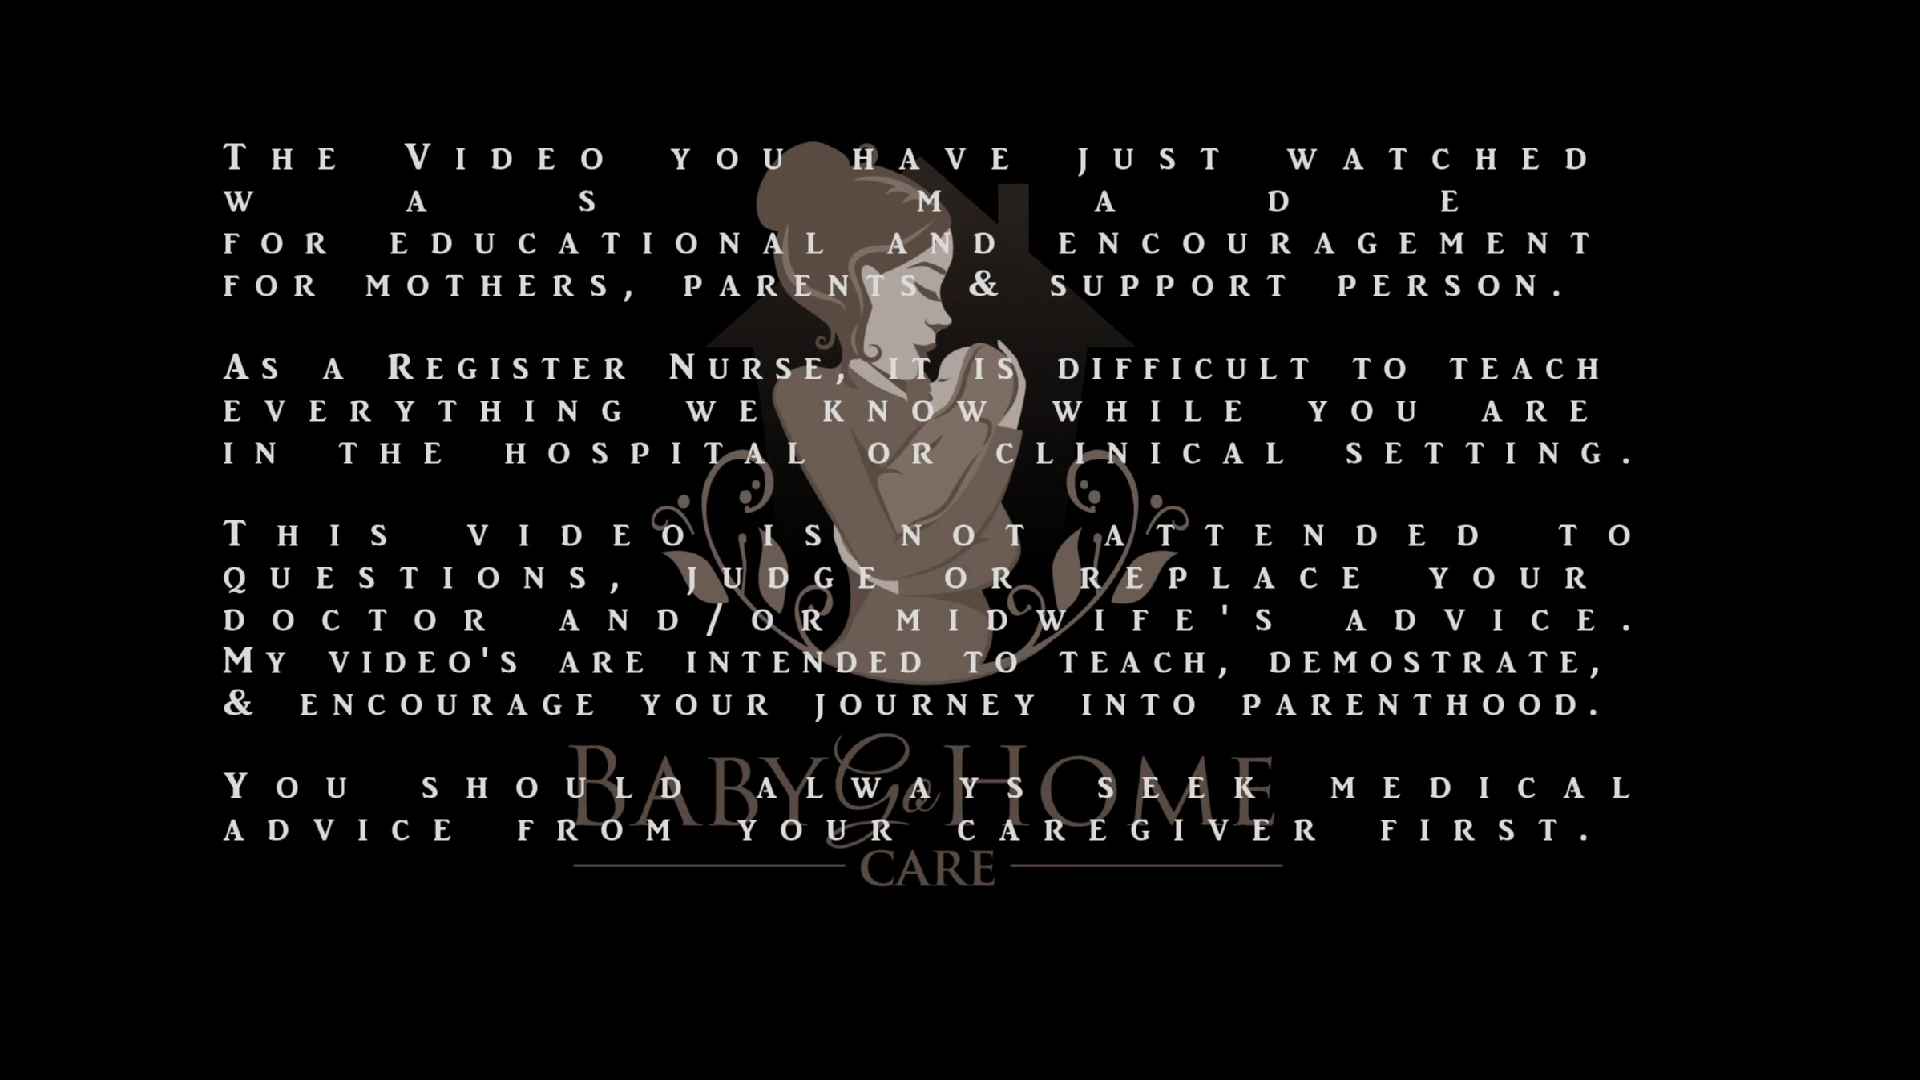 The Video you have just watched
was made
for educational and encouragement
for mothers, parents & support person.
As a Register Nurse, it is difficult to teach
everything we know while you are
in the hospital or clinical setting.
This video is not attended to
questions, judge or replace your
doctor and/or midwife's advice.
My video's are intended to teach, demostrate,
& encourage your journey into parenthood.
You should always seek medical
advice from your caregiver first.
Baby Go Home
Care